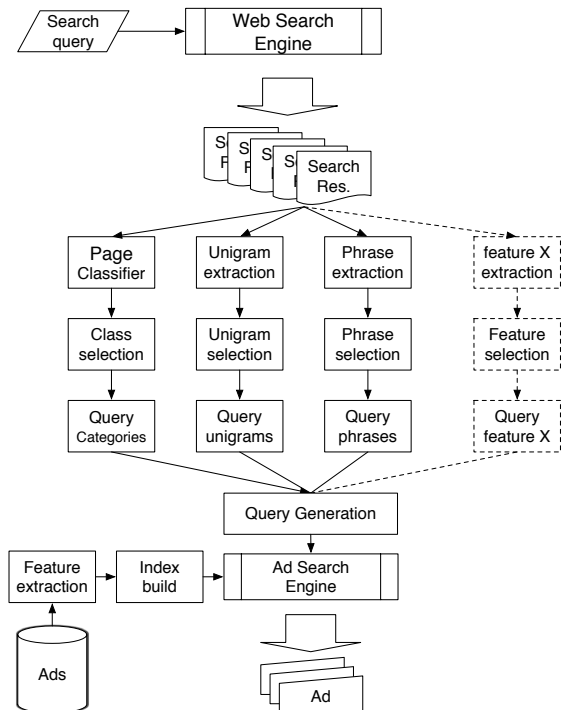 Search
query
Web Search
Engine
Search
Res.
Page
Classifier
Unigram
extraction
Phrase
extraction
feature X
extraction
Class
selection
Unigram
selection
Phrase
selection
Feature
selection
Query
Categories
Query
unigrams
Query
phrases
Query
feature X
Query Generation
Feature
extraction
Index
build
Ad Search
Engine
Ads
Ad